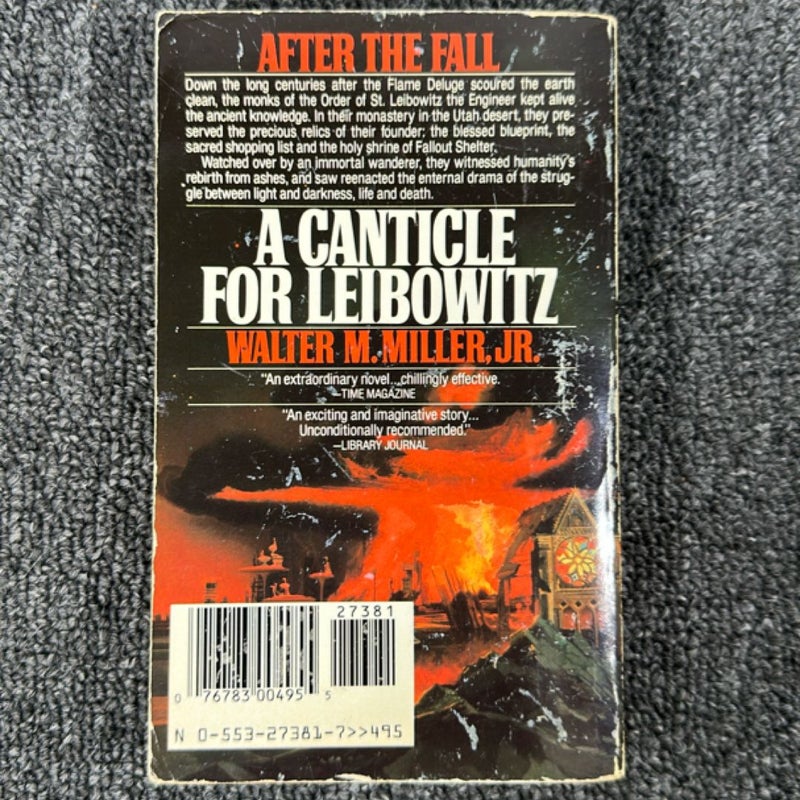 AFTER THE FALL
Down the long centuries after the Flame Deluge scoured the earth
clean, the monks of the Order of St. Leibowitz the Engineer kept alive
the ancient knowledge. In their monastery in the Utah desert, they pre-
served the precious relics of their founder: the blessed blueprint, the
sacred shopping list and the holy shrine of Fallout Shelter.
Watched over by an immortal wanderer, they witnessed humanity's
rebirth from ashes, and saw reenacted the enternal drama of the strug-
gle between light and darkness, life and death.
A CANTICLE
FOR LEIBOWITZ
WALTER M. MILLER, JR.
"An extraordinary novel...chillingly effective.
—TIME MAGAZINE
"An exciting and imaginative story...
Unconditionally recommended."
—LIBRARY JOURNAL
27381
0 76783 00495 5
N 0-553-27381-7>>495